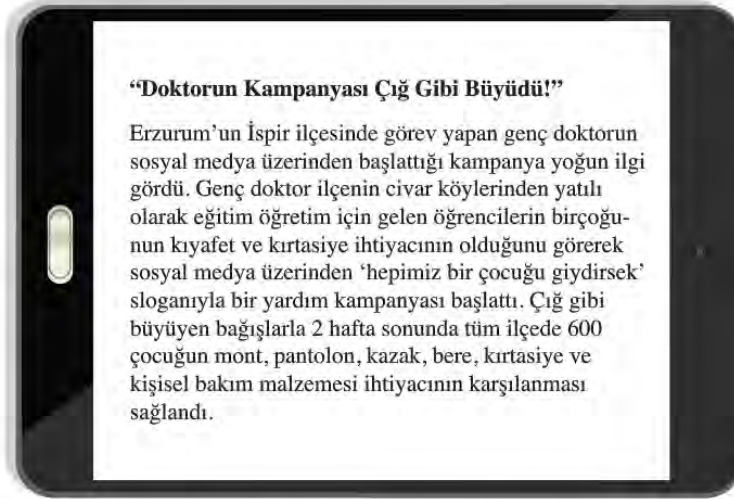 “Doktorun Kampanyası Çığ Gibi Büyüdü!”
Erzurum’un İspir ilçesinde görev yapan genç doktorun
sosyal medya üzerinden başlattığı kampanya yoğun ilgi
gördü. Genç doktor ilçenin civar köylerinden yatılı
olarak eğitim öğretim için gelen öğrencilerin birçoğu-
nun kıyafet ve kırtasiye ihtiyacının olduğunu görerek
sosyal medya üzerinden ‘hepimiz bir çocuğu giydirsek’
sloganıyla bir yardım kampanyası başlattı. Çığ gibi
büyüyen bağışlarla 2 hafta sonunda tüm ilçede 600
çocuğun mont, pantolon, kazak, bere, kırtasiye ve
kişisel bakım malzemesi ihtiyacının karşılanması
sağlandı.